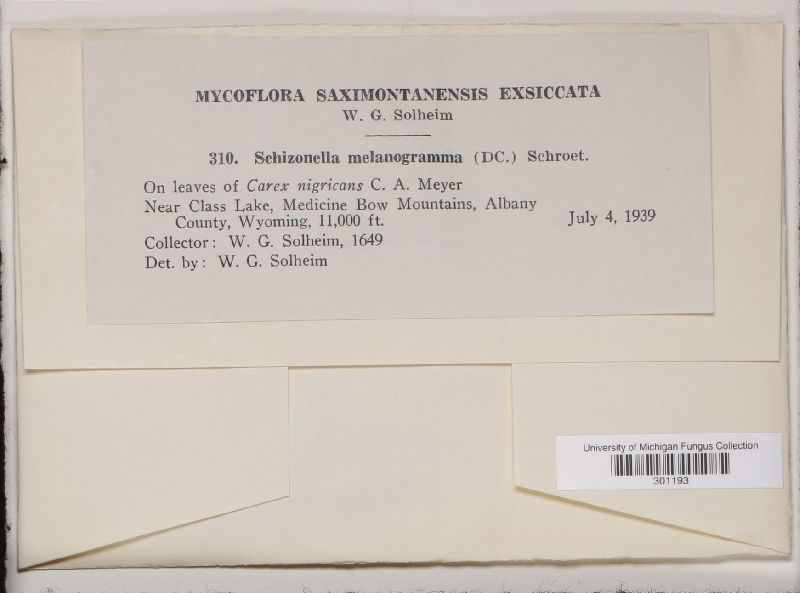 MYCOFLORA SAXIMONTANENSIS EXSICCATA
W. G. Solheim
310. Schizonella melanogramma (DC.) Schroet.
On leaves of Carex nigricans C. A. Meyer
Near Class Lake, Medicine Bow Mountains, Albany
County, Wyoming, 11,000 ft. July 4, 1939
Collector: W. G. Solheim, 1649
Det. by: W. G. Solheim
University of Michigan Fungus Collection
301193